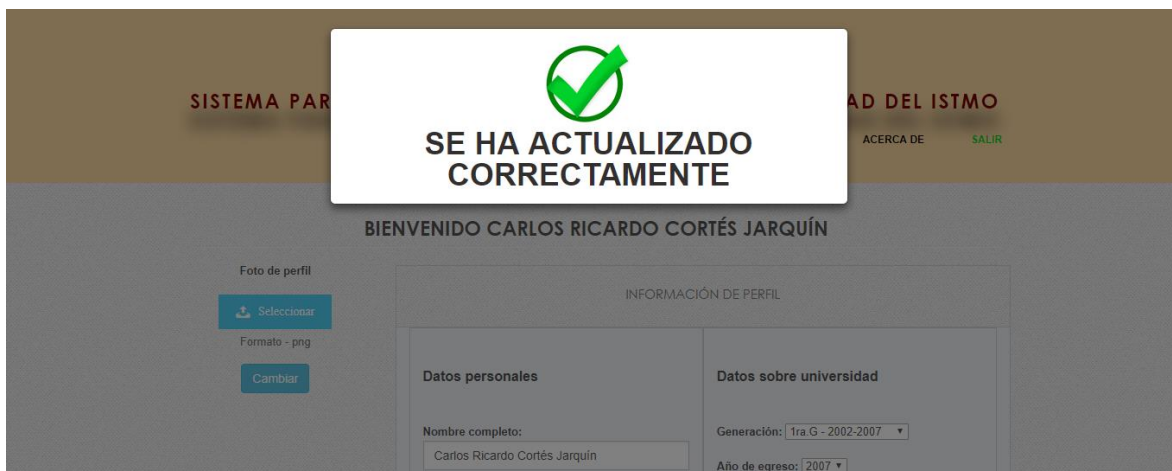 SISTEMA PAR
AD DEL ISTMO
SE HA ACTUALIZADO
CORRECTAMENTE
ACERCA DE SALIR
BIENVENIDO CARLOS RICARDO CORTÉS JARQUÍN
Foto de perfil
INFORMACIÓN DE PERFIL
Seleccionar
Formato - png
Cambiar
Datos personales
Datos sobre universidad
Nombre completo:
Generación: 1ra.G - 2002-2007
Carlos Ricardo Cortés Jarquín
Año de egreso: 2007